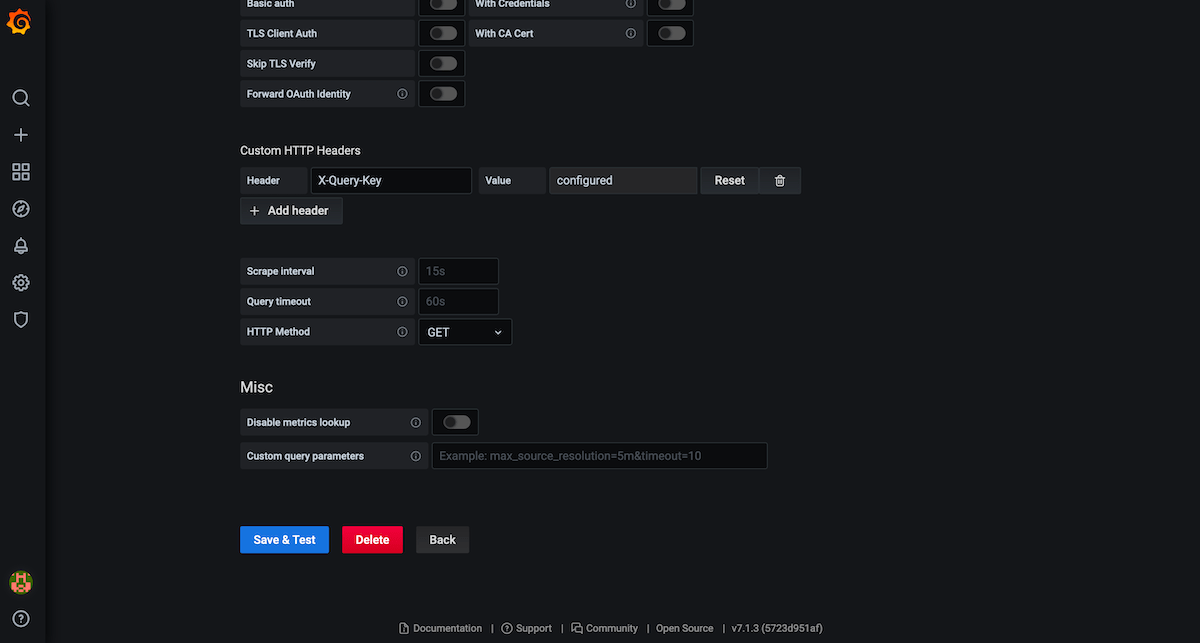 Basic auth With Credentials
TLS Client Auth With CA Cert
Skip TLS Verify
Forward OAuth Identity
Custom HTTP Headers
Header X-Query-Key Value configured Reset
Add header
Scrape interval 15s
Query timeout 60s
HTTP Method GET
Misc
Disable metrics lookup
Custom query parameters Example: max_source_resolution=5m&timeout=10
Save & Test Delete Back
Documentation | Support | Community | Open Source | v7.1.3 (5723d951af)